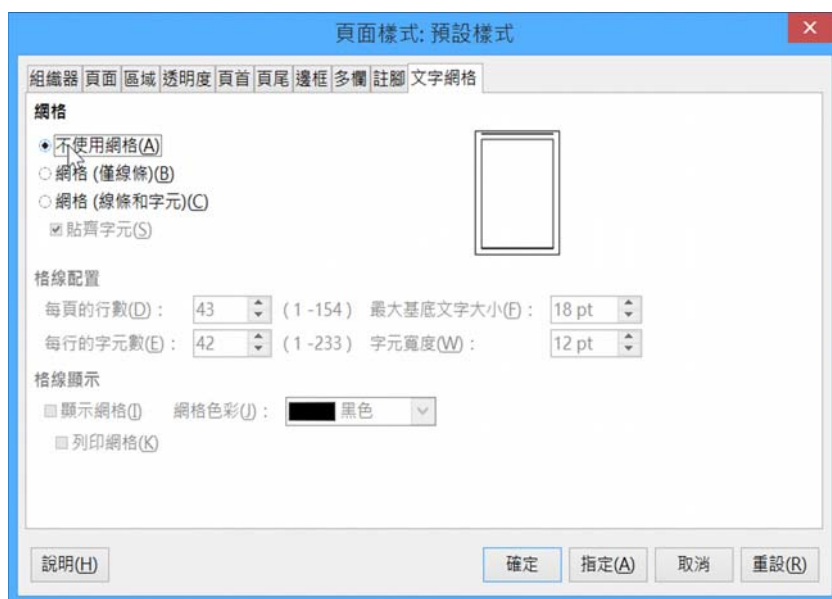 頁面樣式: 預設樣式
組織器 頁面 區域 透明度 頁首 頁尾 邊框 多欄 註腳 文字網格
網格
不使用網格(A)
網格 (僅線條)(B)
網格 (線條和字元)(C)
貼齊字元(S)
格線配置
每頁的行數(D)： 43 (1 -154) 最大基底文字大小(F)： 18 pt
每行的字元數(E)： 42 (1 -233) 字元寬度(W)： 12 pt
格線顯示
顯示網格(I) 網格色彩(J)： 黑色
列印網格(K)
說明(H) 確定 指定(A) 取消 重設(R)